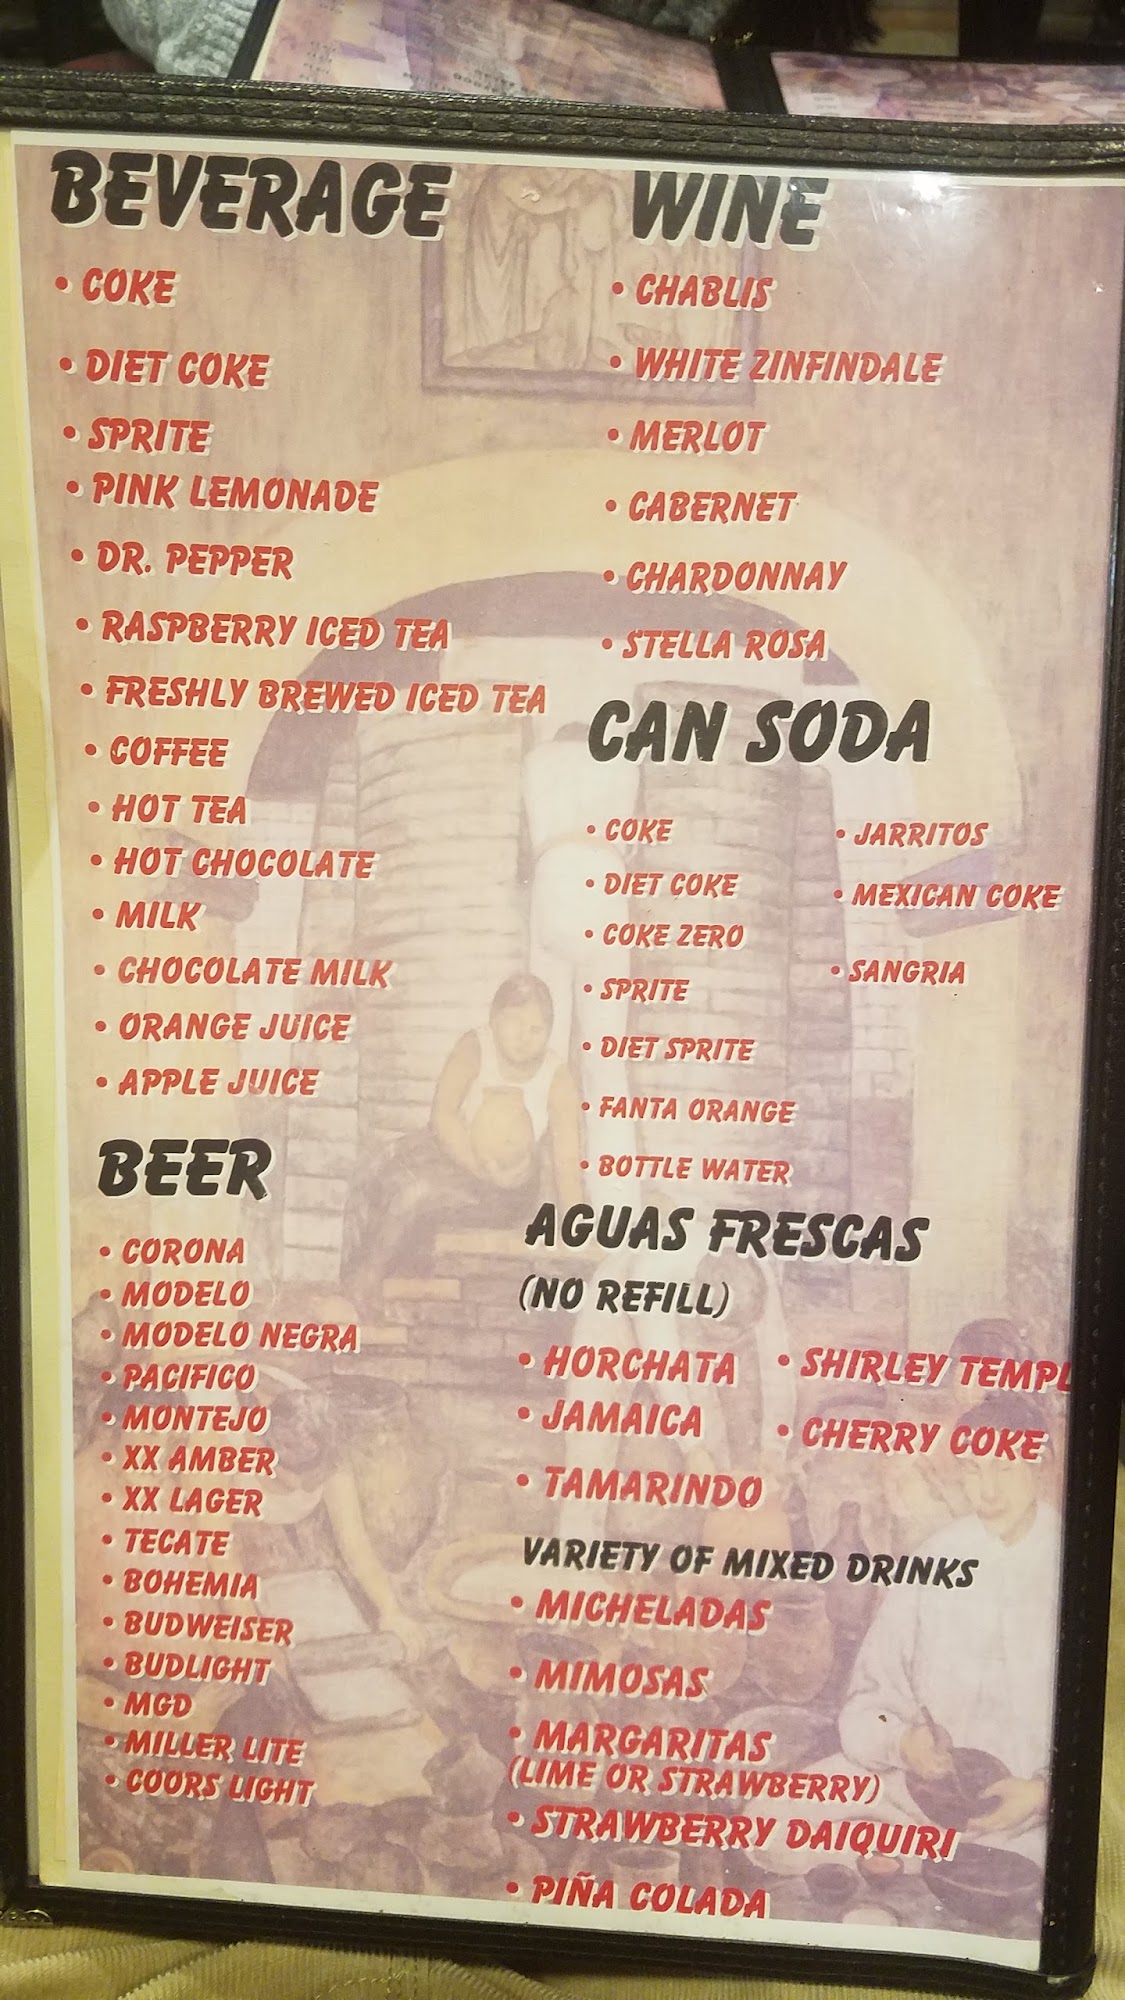 BEVERAGE
• COKE
• DIET COKE
• SPRITE
• PINK LEMONADE
• DR. PEPPER
• RASPBERRY ICED TEA
• FRESHLY BREWED ICED TEA
• COFFEE
• HOT TEA
• HOT CHOCOLATE
• MILK
• CHOCOLATE MILK
• ORANGE JUICE
• APPLE JUICE
BEER
• CORONA
• MODELO
• MODELO NEGRA
• PACIFICO
• MONTEJO
• XX AMBER
• XX LAGER
• TECATE
• BOHEMIA
• BUDWEISER
• BUDLIGHT
• MGD
• MILLER LITE
• COORS LIGHT
WINE
• CHABLIS
• WHITE ZINFINDALE
• MERLOT
• CABERNET
• CHARDONNAY
• STELLA ROSA
CAN SODA
• COKE
• DIET COKE
• COKE ZERO
• SPRITE
• DIET SPRITE
• FANTA ORANGE
• BOTTLE WATER
• JARRITOS
• MEXICAN COKE
• SANGRIA
AGUAS FRESCAS
(NO REFILL)
• HORCHATA
• JAMAICA
• TAMARINDO
• SHIRLEY TEMPL
• CHERRY COKE
VARIETY OF MIXED DRINKS
• MICHELADAS
• MIMOSAS
• MARGARITAS
(LIME OR STRAWBERRY)
• STRAWBERRY DAIQUIRI
• PIÑA COLADA